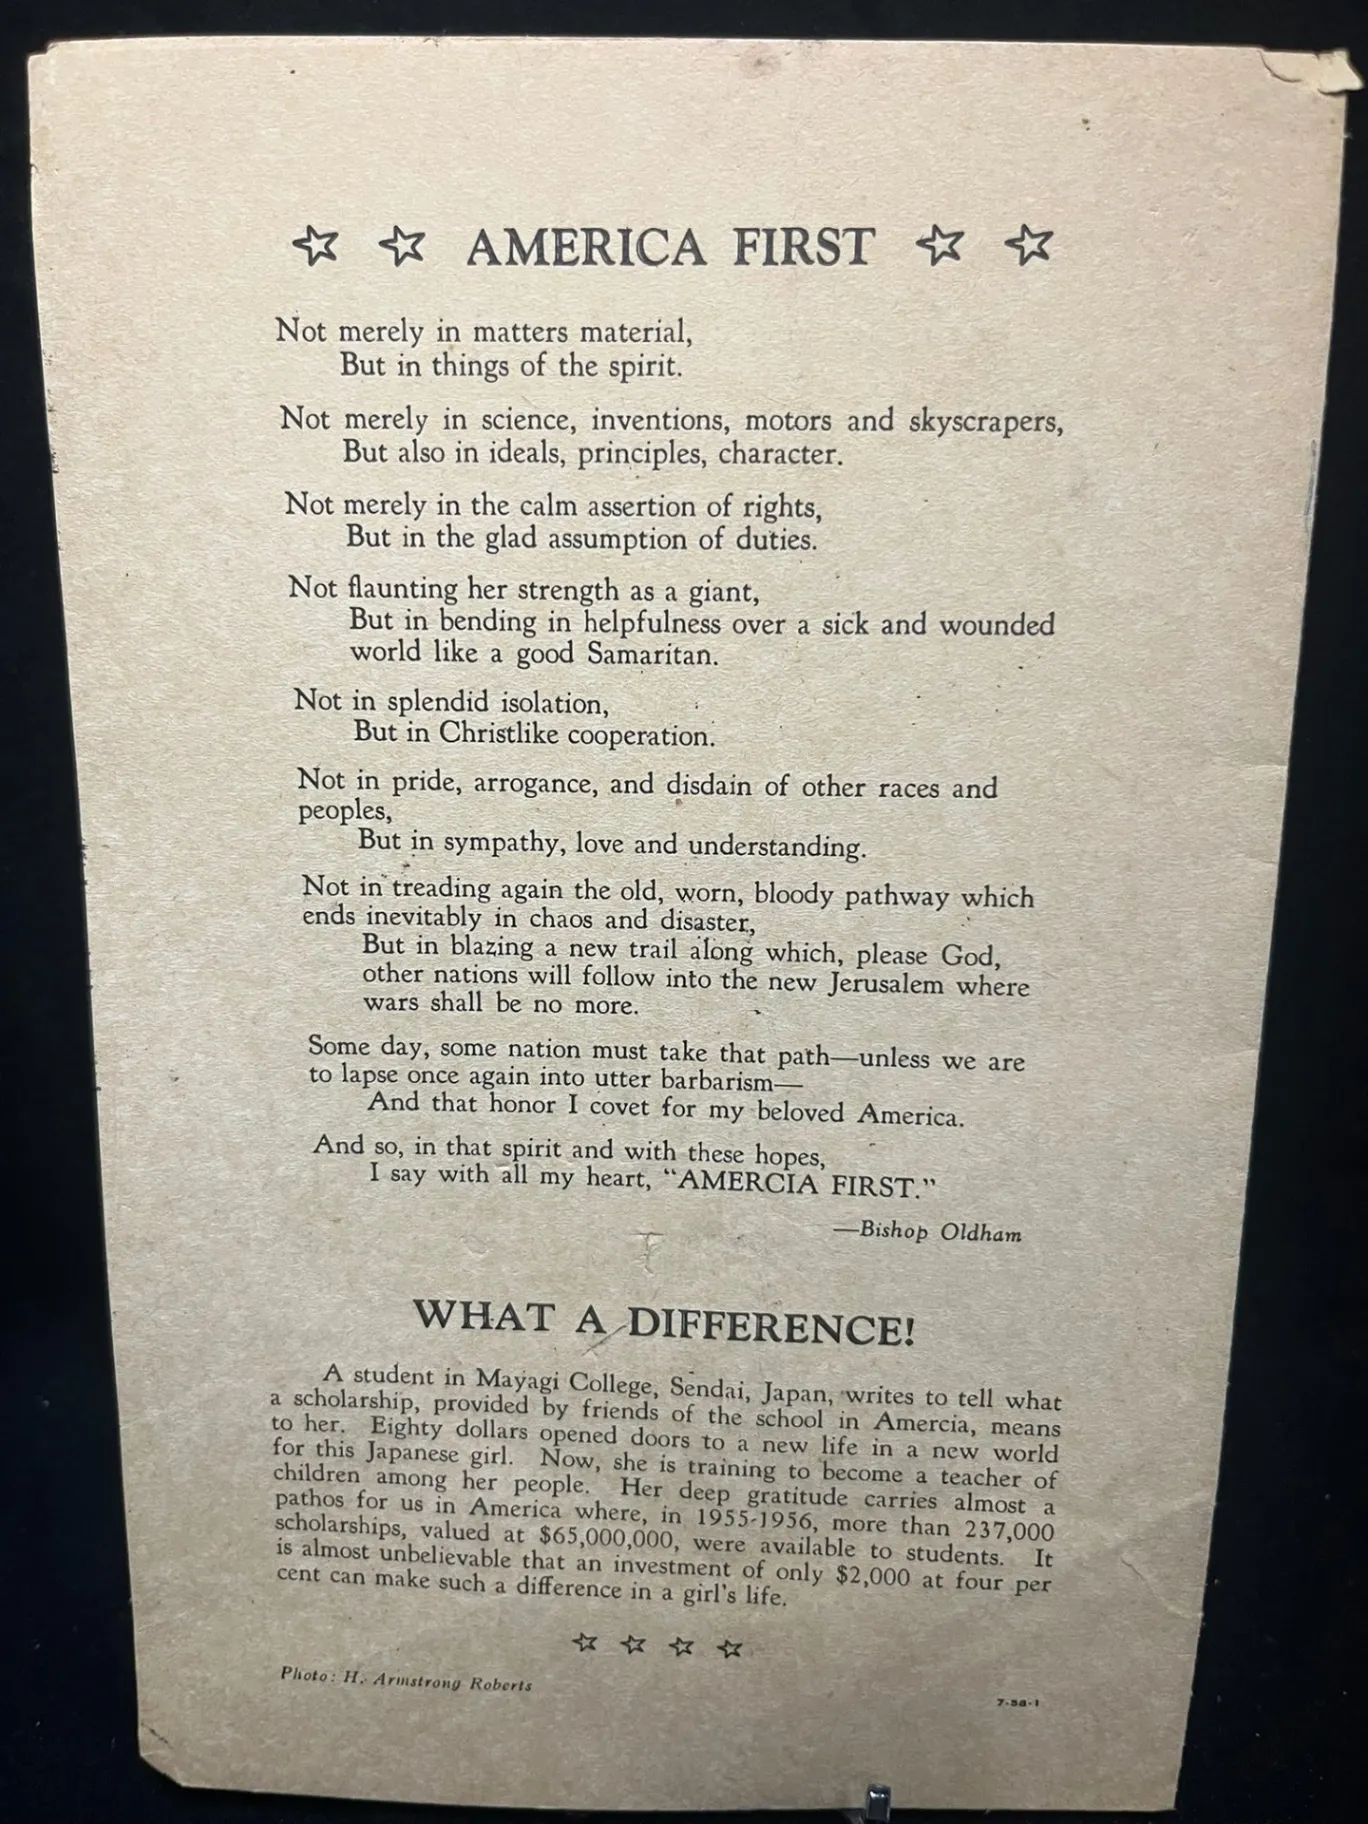 ☆ ☆ AMERICA FIRST ☆ ☆
Not merely in matters material,
But in things of the spirit.
Not merely in science, inventions, motors and skyscrapers,
But also in ideals, principles, character.
Not merely in the calm assertion of rights,
But in the glad assumption of duties.
Not flaunting her strength as a giant,
But in bending in helpfulness over a sick and wounded
world like a good Samaritan.
Not in splendid isolation,
But in Christlike cooperation.
Not in pride, arrogance, and disdain of other races and
peoples,
But in sympathy, love and understanding.
Not in treading again the old, worn, bloody pathway which
ends inevitably in chaos and disaster,
But in blazing a new trail along which, please God,
other nations will follow into the new Jerusalem where
wars shall be no more.
Some day, some nation must take that path—unless we are
to lapse once again into utter barbarism—
And that honor I covet for my beloved America.
And so, in that spirit and with these hopes,
I say with all my heart, “AMERCIA FIRST.”
—Bishop Oldham
WHAT A DIFFERENCE!
A student in Mayagi College, Sendai, Japan, writes to tell what
a scholarship, provided by friends of the school in Amercia, means
to her. Eighty dollars opened doors to a new life in a new world
for this Japanese girl. Now, she is training to become a teacher of
children among her people. Her deep gratitude carries almost a
pathos for us in America where, in 1955-1956, more than 237,000
scholarships, valued at $65,000,000, were available to students. It
is almost unbelievable that an investment of only $2,000 at four per
cent can make such a difference in a girl's life.
☆ ☆ ☆ ☆
Photo: H. Armstrong Roberts
7-58-1